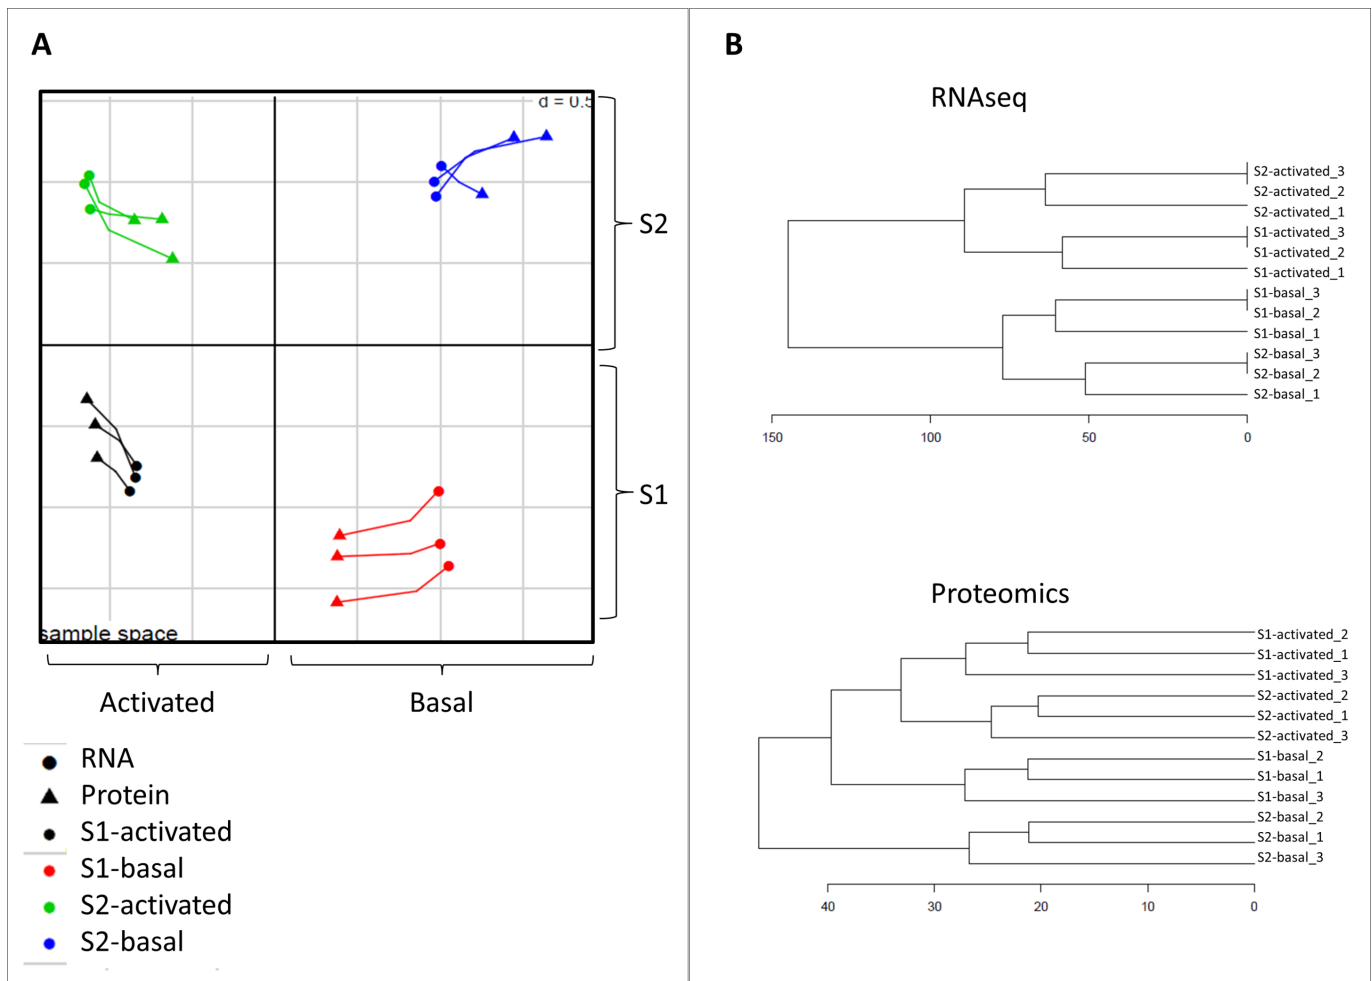 A
d = 0.5
S2
S1
sample space
Activated
Basal
RNA
Protein
S1-activated
S1-basal
S2-activated
S2-basal
B
RNAseq
S2-activated_3
S2-activated_2
S2-activated_1
S1-activated_3
S1-activated_2
S1-activated_1
S1-basal_3
S1-basal_2
S1-basal_1
S2-basal_3
S2-basal_2
S2-basal_1
150 100 50 0
Proteomics
S1-activated_2
S1-activated_1
S1-activated_3
S2-activated_2
S2-activated_1
S2-activated_3
S1-basal_2
S1-basal_1
S1-basal_3
S2-basal_2
S2-basal_1
S2-basal_3
40 30 20 10 0